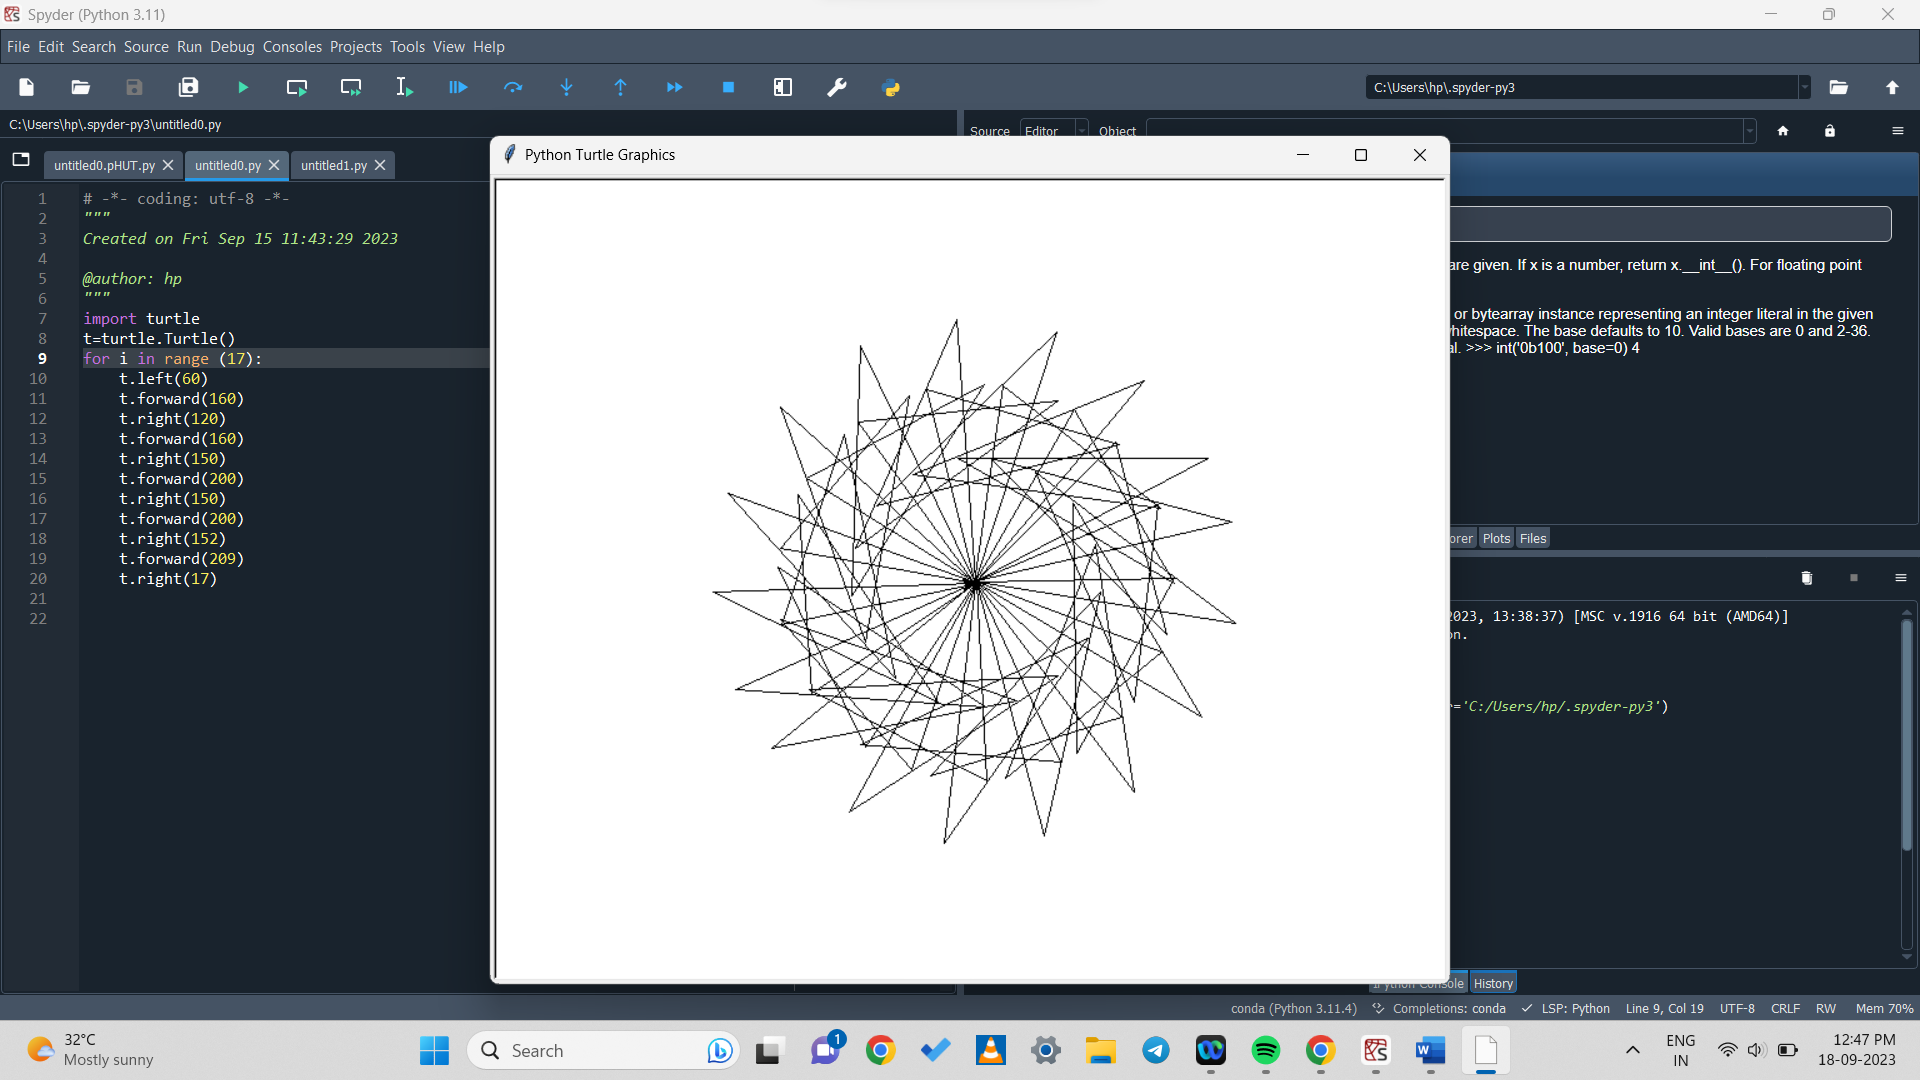 Spyder (Python 3.11)
File Edit Search Source Run Debug Consoles Projects Tools View Help
C:\Users\hp\.spyder-py3
C:\Users\hp\.spyder-py3\untitled0.py
Source Editor Object
untitled0.pHUT.py untitled0.py untitled1.py
Python Turtle Graphics
1 # -*- coding: utf-8 -*-
2 """
3 Created on Fri Sep 15 11:43:29 2023
4
5 @author: hp
6 """
7 import turtle
8 t=turtle.Turtle()
9 for i in range (17):
10 t.left(60)
11 t.forward(160)
12 t.right(120)
13 t.forward(160)
14 t.right(150)
15 t.forward(200)
16 t.right(150)
17 t.forward(200)
18 t.right(152)
19 t.forward(209)
20 t.right(17)
21
22
are given. If x is a number, return x.__int__(). For floating point
or bytearray instance representing an integer literal in the given
hitespace. The base defaults to 10. Valid bases are 0 and 2-36.
al. >>> int('0b100', base=0) 4
orer Plots Files
2023, 13:38:37) [MSC v.1916 64 bit (AMD64)]
on.
='C:/Users/hp/.spyder-py3')
IPython Console History
conda (Python 3.11.4) Completions: conda LSP: Python Line 9, Col 19 UTF-8 CRLF RW Mem 70%
32°C
Mostly sunny
Search
1
W
ENG
IN
12:47 PM
18-09-2023